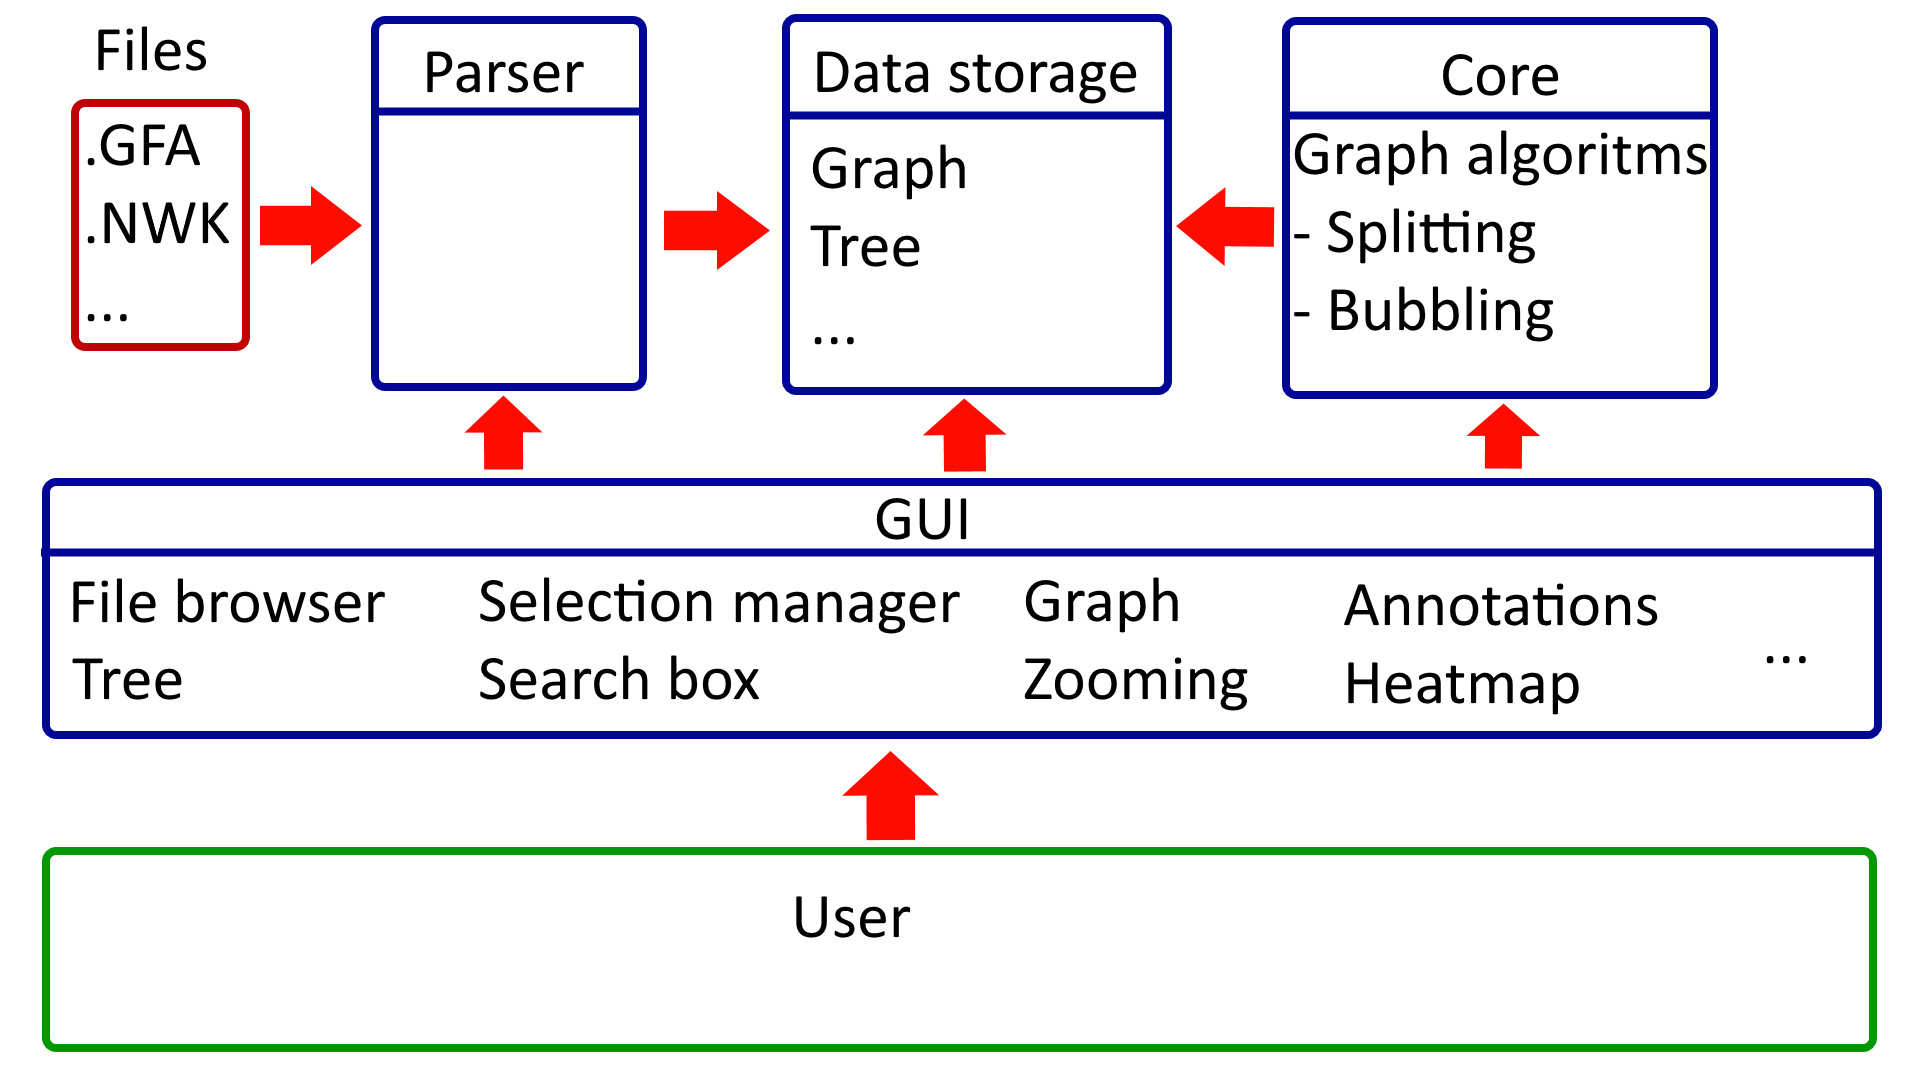 Files
.GFA
.NWK
...
Parser
Data storage
Graph
Tree
...
Core
Graph algoritms
- Splitting
- Bubbling
GUI
File browser
Tree
Selection manager
Search box
Graph
Zooming
Annotations
Heatmap
...
User